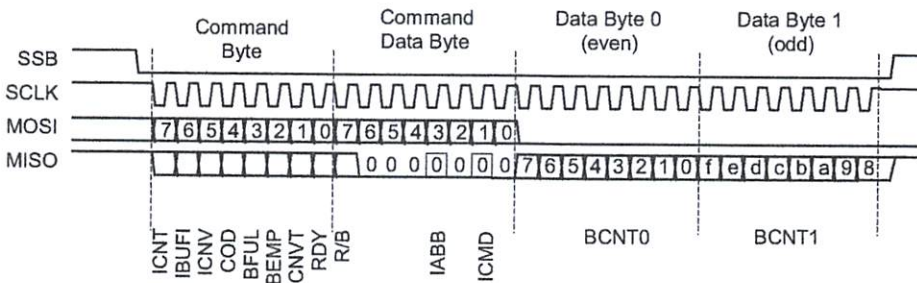 Command Byte
Command Data Byte
Data Byte 0 (even)
Data Byte 1 (odd)
SSB
SCLK
MOSI 7 6 5 4 3 2 1 0 7 6 5 4 3 2 1 0
MISO 0 0 0 0 0 0 0 7 6 5 4 3 2 1 0 f e d c b a 9 8
ICNT
IBUFI
ICNV
COD
BFUL
BEMP
CNVT
RDY
R/B
IABB
ICMD
BCNT0
BCNT1